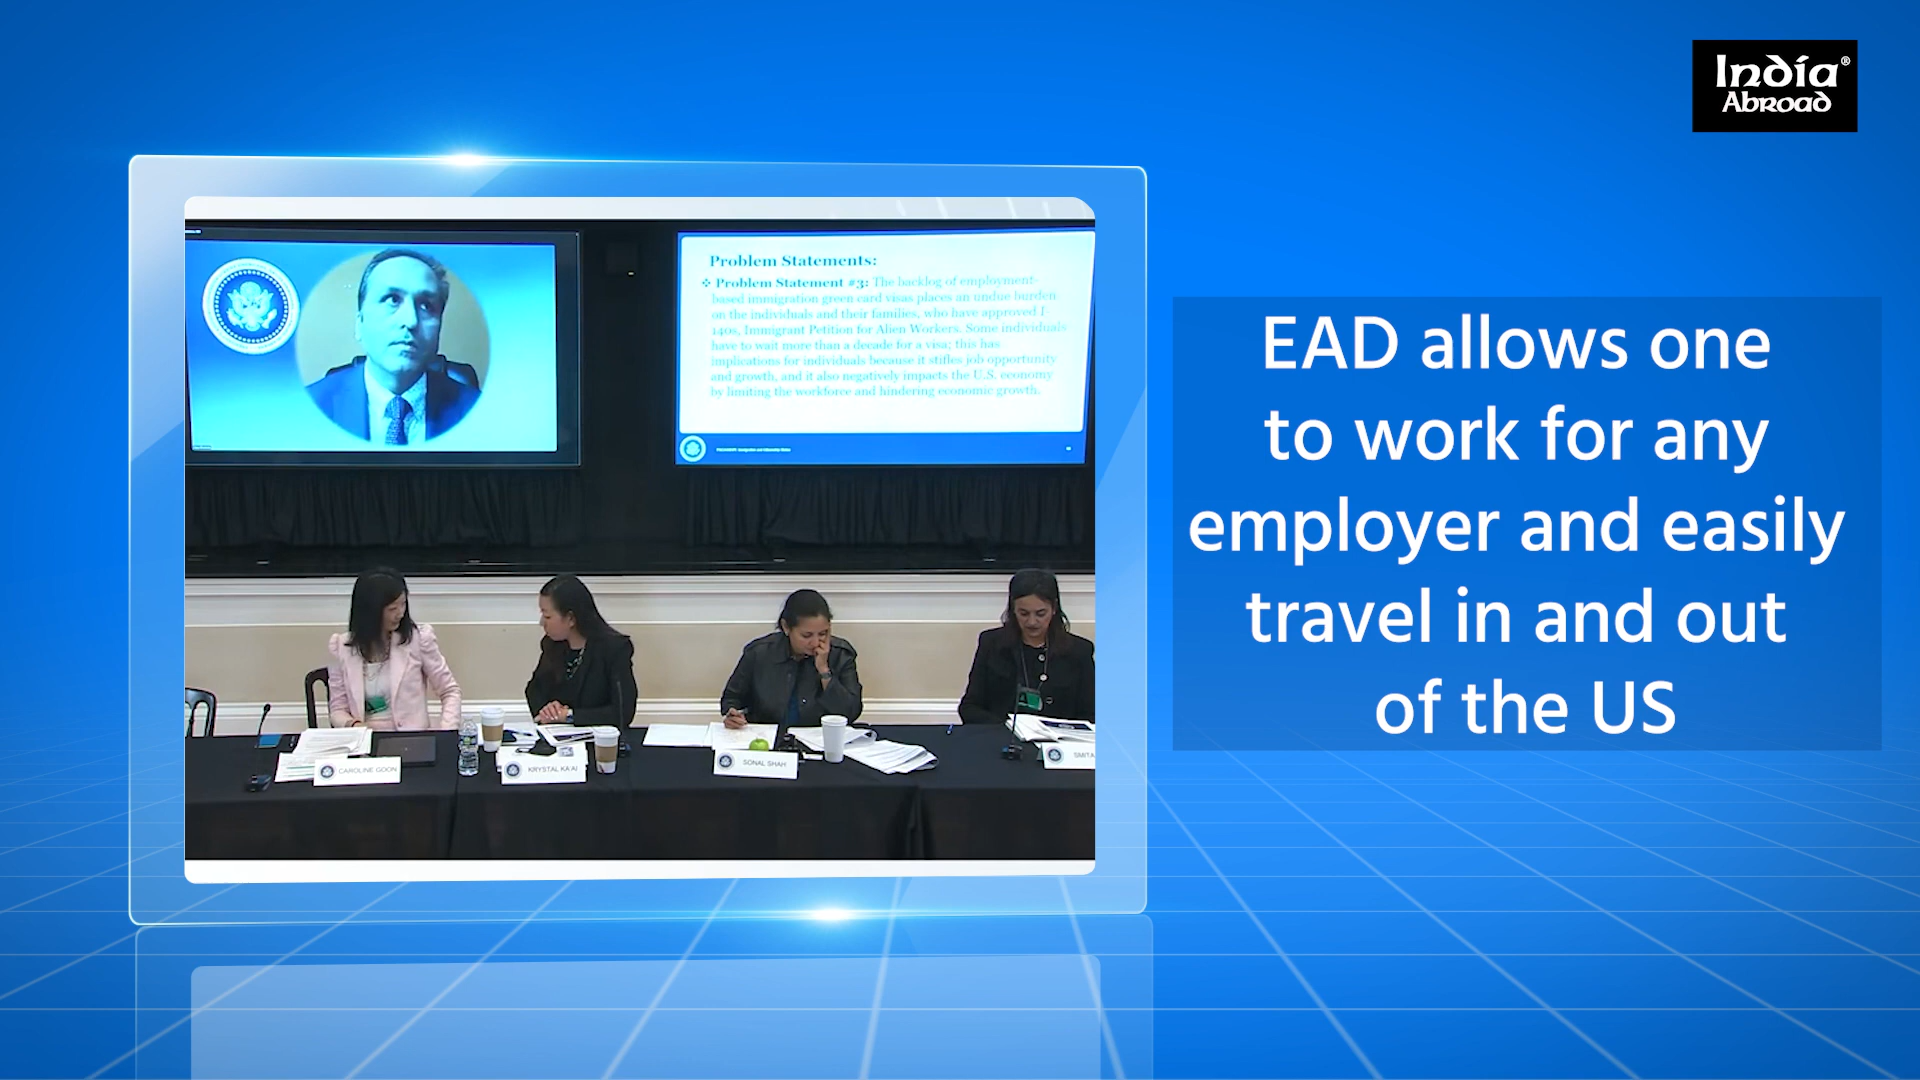 India®
Abroad
Problem Statements:
❖ Problem Statement #3: The backlog of employment-
based immigration green card visas places an undue burden
on the individuals and their families, who have approved I-
140s, Immigrant Petition for Alien Workers. Some individuals
have to wait more than a decade for a visa; this has
implications for individuals because it stifles job opportunity
and growth, and it also negatively impacts the U.S. economy
by limiting the workforce and hindering economic growth.
EAD allows one
to work for any
employer and easily
travel in and out
of the US
CAROLINE GOON
KRYSTAL KA'AI
SONAL SHAH
SMITA